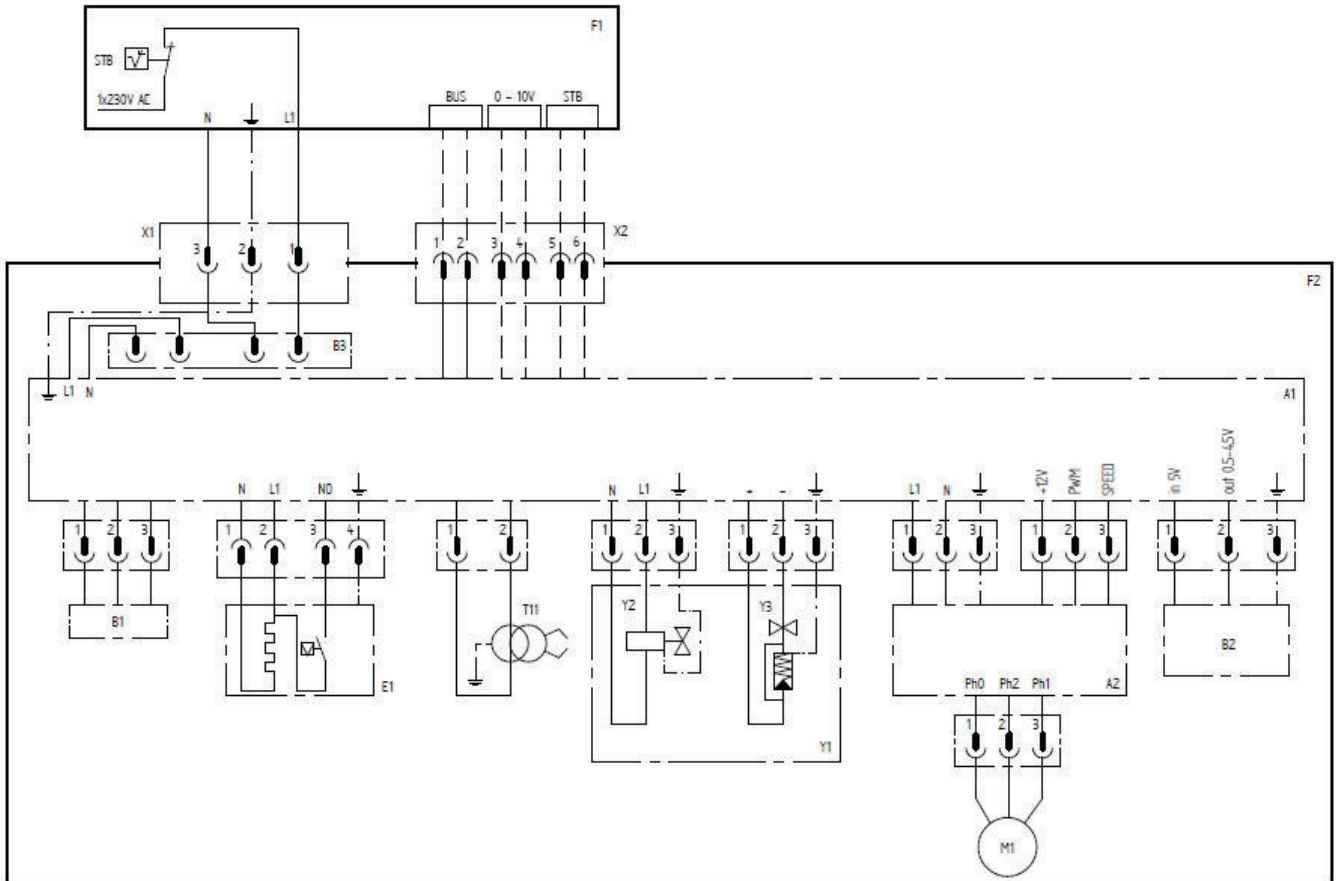 F1
STB
1x230V AC
BUS 0 - 10V STB
N L1
X1 X2
3 2 1 1 2 3 4 5 6
F2
B3
L1 N A1
N L1 NO N L1 + - L1 N +12V PWM SPEED in 5V out 0.5-4.5V
1 2 3 1 2 3 4 1 2 1 2 3 1 2 3 1 2 3 1 2 3 1 2 3
B1 T11 Y2 Y3 B2
E1 Ph0 Ph2 Ph1 A2
1 2 3
Y1
M1